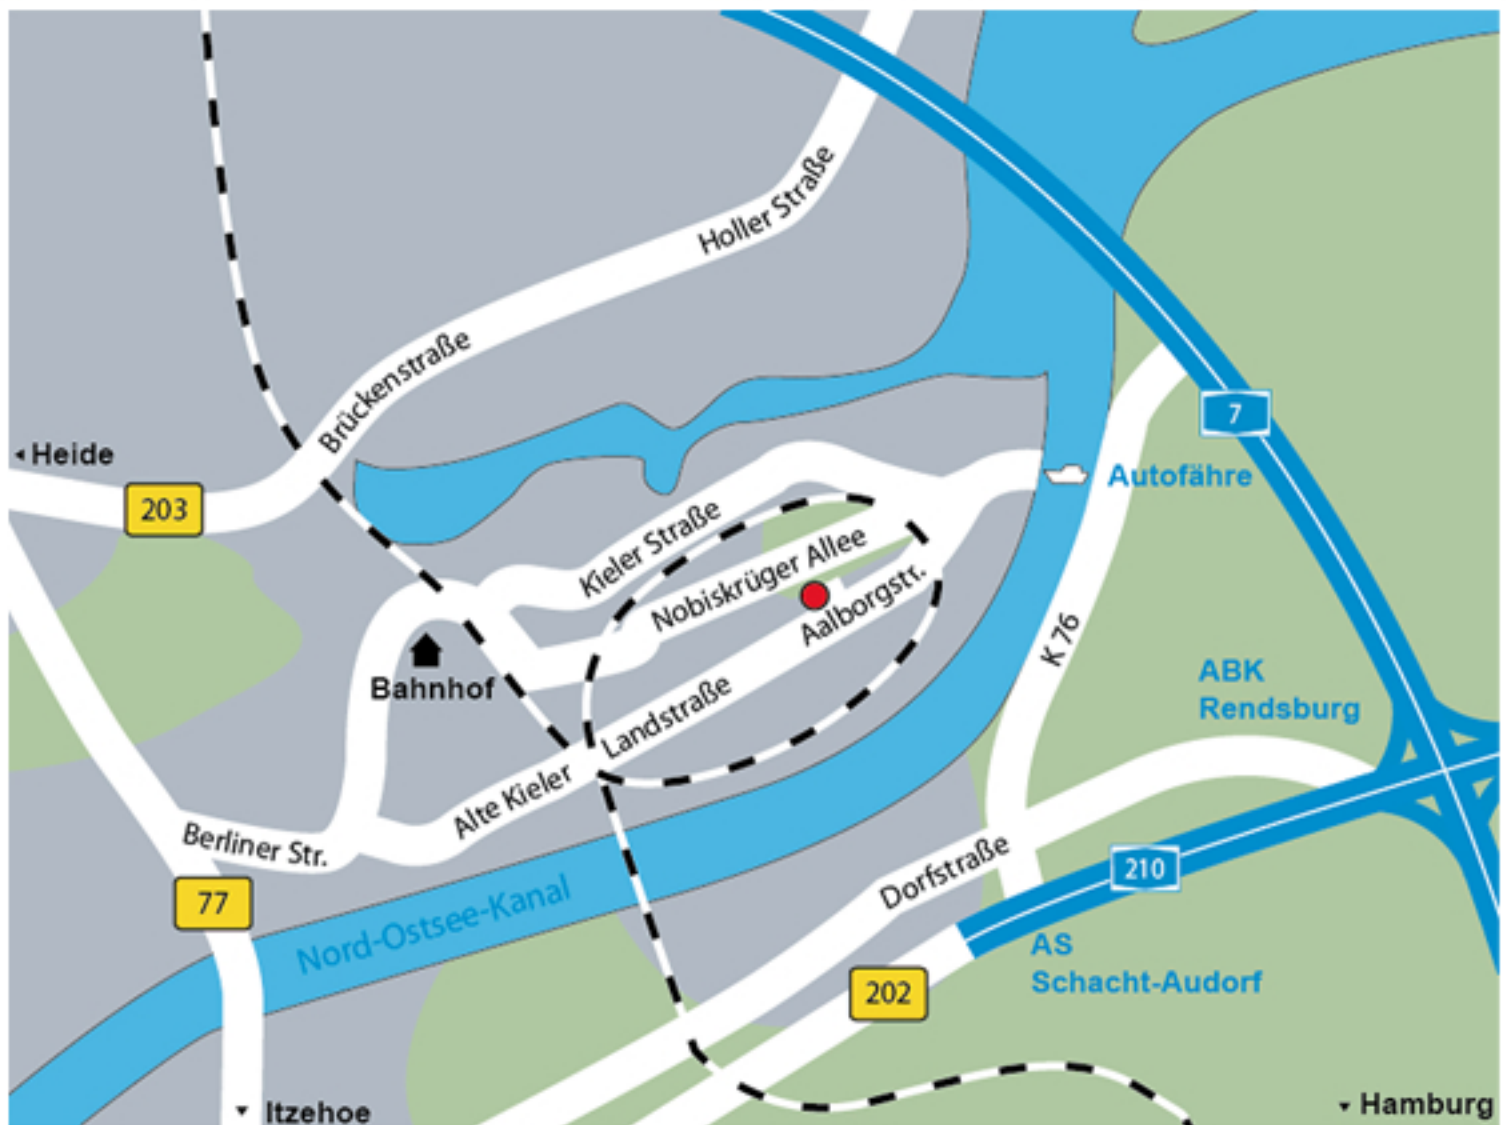 Holler Straße
Brückenstraße
Heide
203
7
Autofähre
Kieler Straße
Nobiskrüger Allee
Aalborgstr.
K 76
Bahnhof
ABK
Rendsburg
Landstraße
Alte Kieler
Berliner Str.
77
Nord-Ostsee-Kanal
Dorfstraße
210
AS
Schacht-Audorf
202
Itzehoe
Hamburg